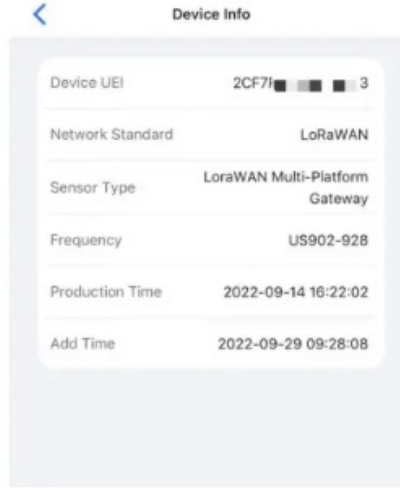 Device Info
Device UEI 2CF7 3
Network Standard LoRaWAN
Sensor Type LoraWAN Multi-Platform
Gateway
Frequency US902-928
Production Time 2022-09-14 16:22:02
Add Time 2022-09-29 09:28:08